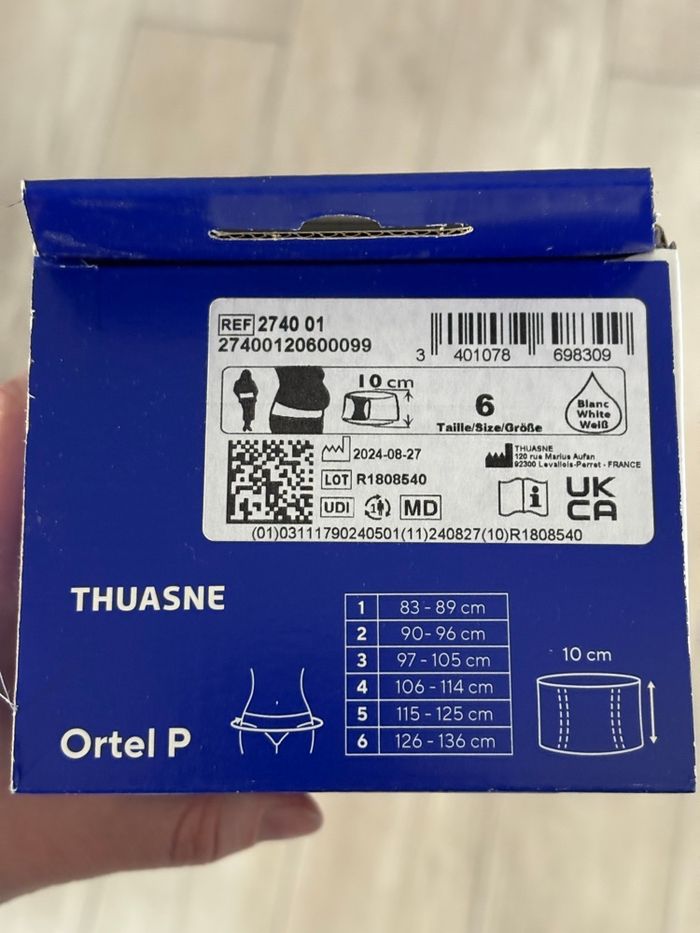 REF 2740 01
27400120600099
3 401078 698309
10 cm
6
Taille/Size/Größe
Blanc
White
Weiß
2024-08-27
LOT R1808540
UDI MD
THUASNE
120 rue Marius Aufan
92300 Levallois-Perret - FRANCE
UK
CA
(01)03111790240501(11)240827(10)R1808540
THUASNE
Ortel P
1 83 - 89 cm
2 90 - 96 cm
3 97 - 105 cm
4 106 - 114 cm
5 115 - 125 cm
6 126 - 136 cm
10 cm